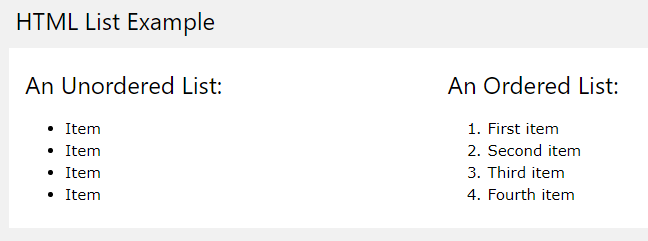 HTML List Example
An Unordered List:
• Item
• Item
• Item
• Item
An Ordered List:
1. First item
2. Second item
3. Third item
4. Fourth item